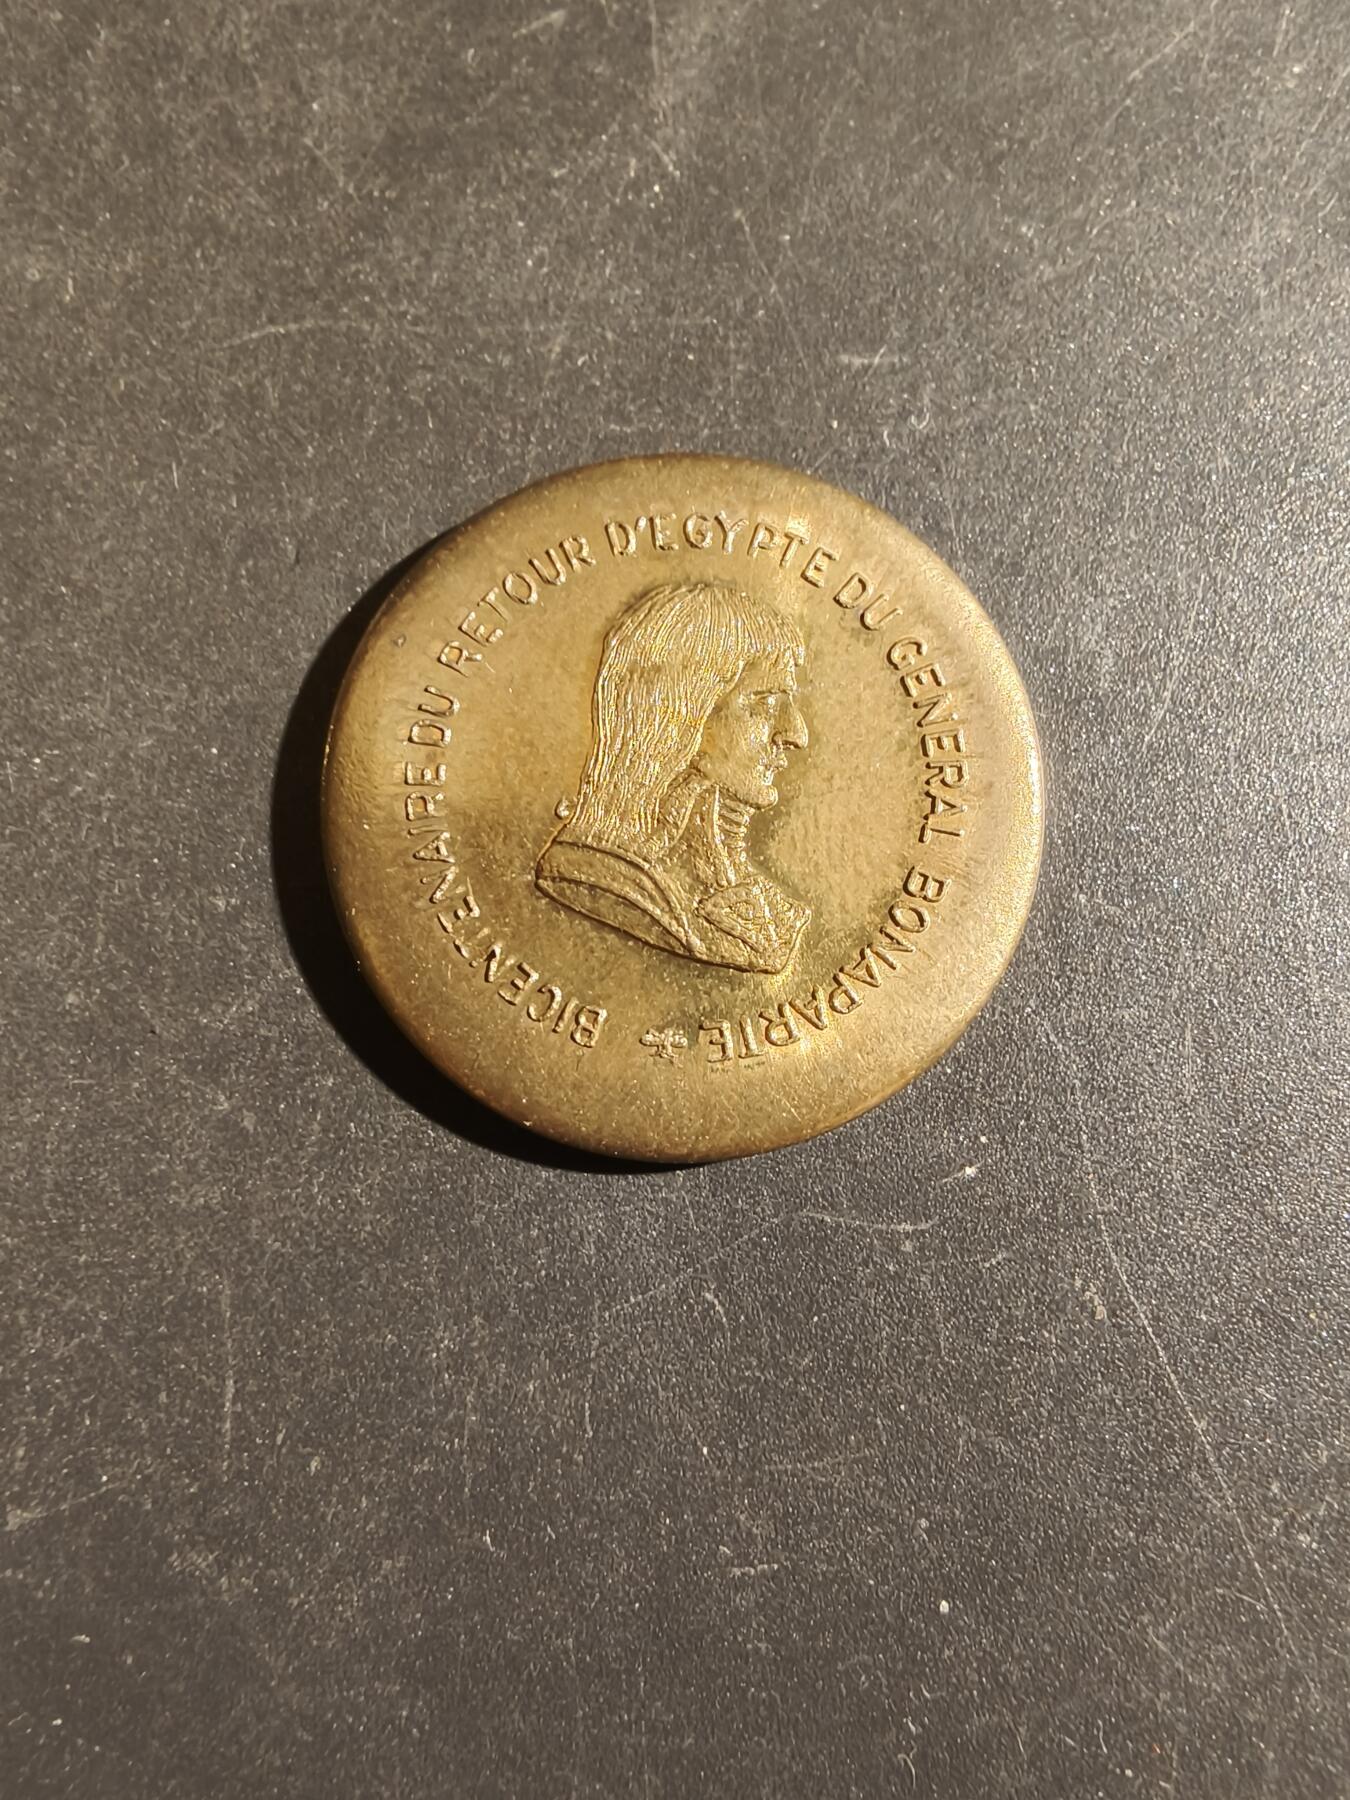 BICENTENAIRE DU RETOUR D'EGYPTE DU GENERAL BONAPARTE